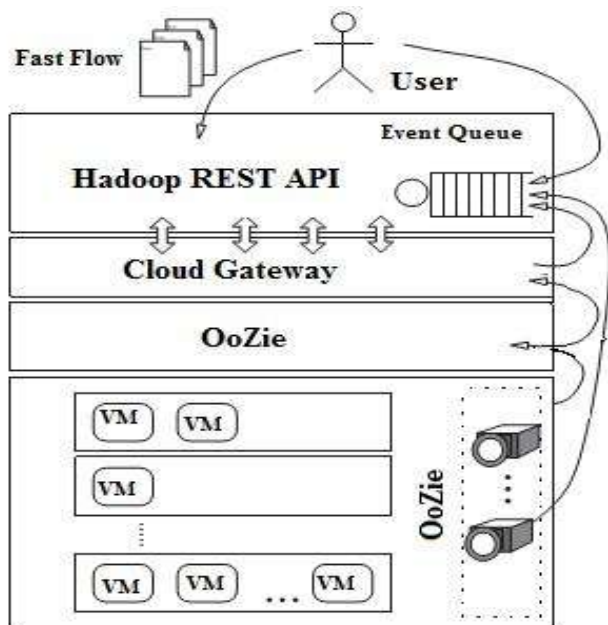 Fast Flow
User
Event Queue
Hadoop REST API
Cloud Gateway
OoZie
VM VM
VM
OoZie
VM VM ... VM